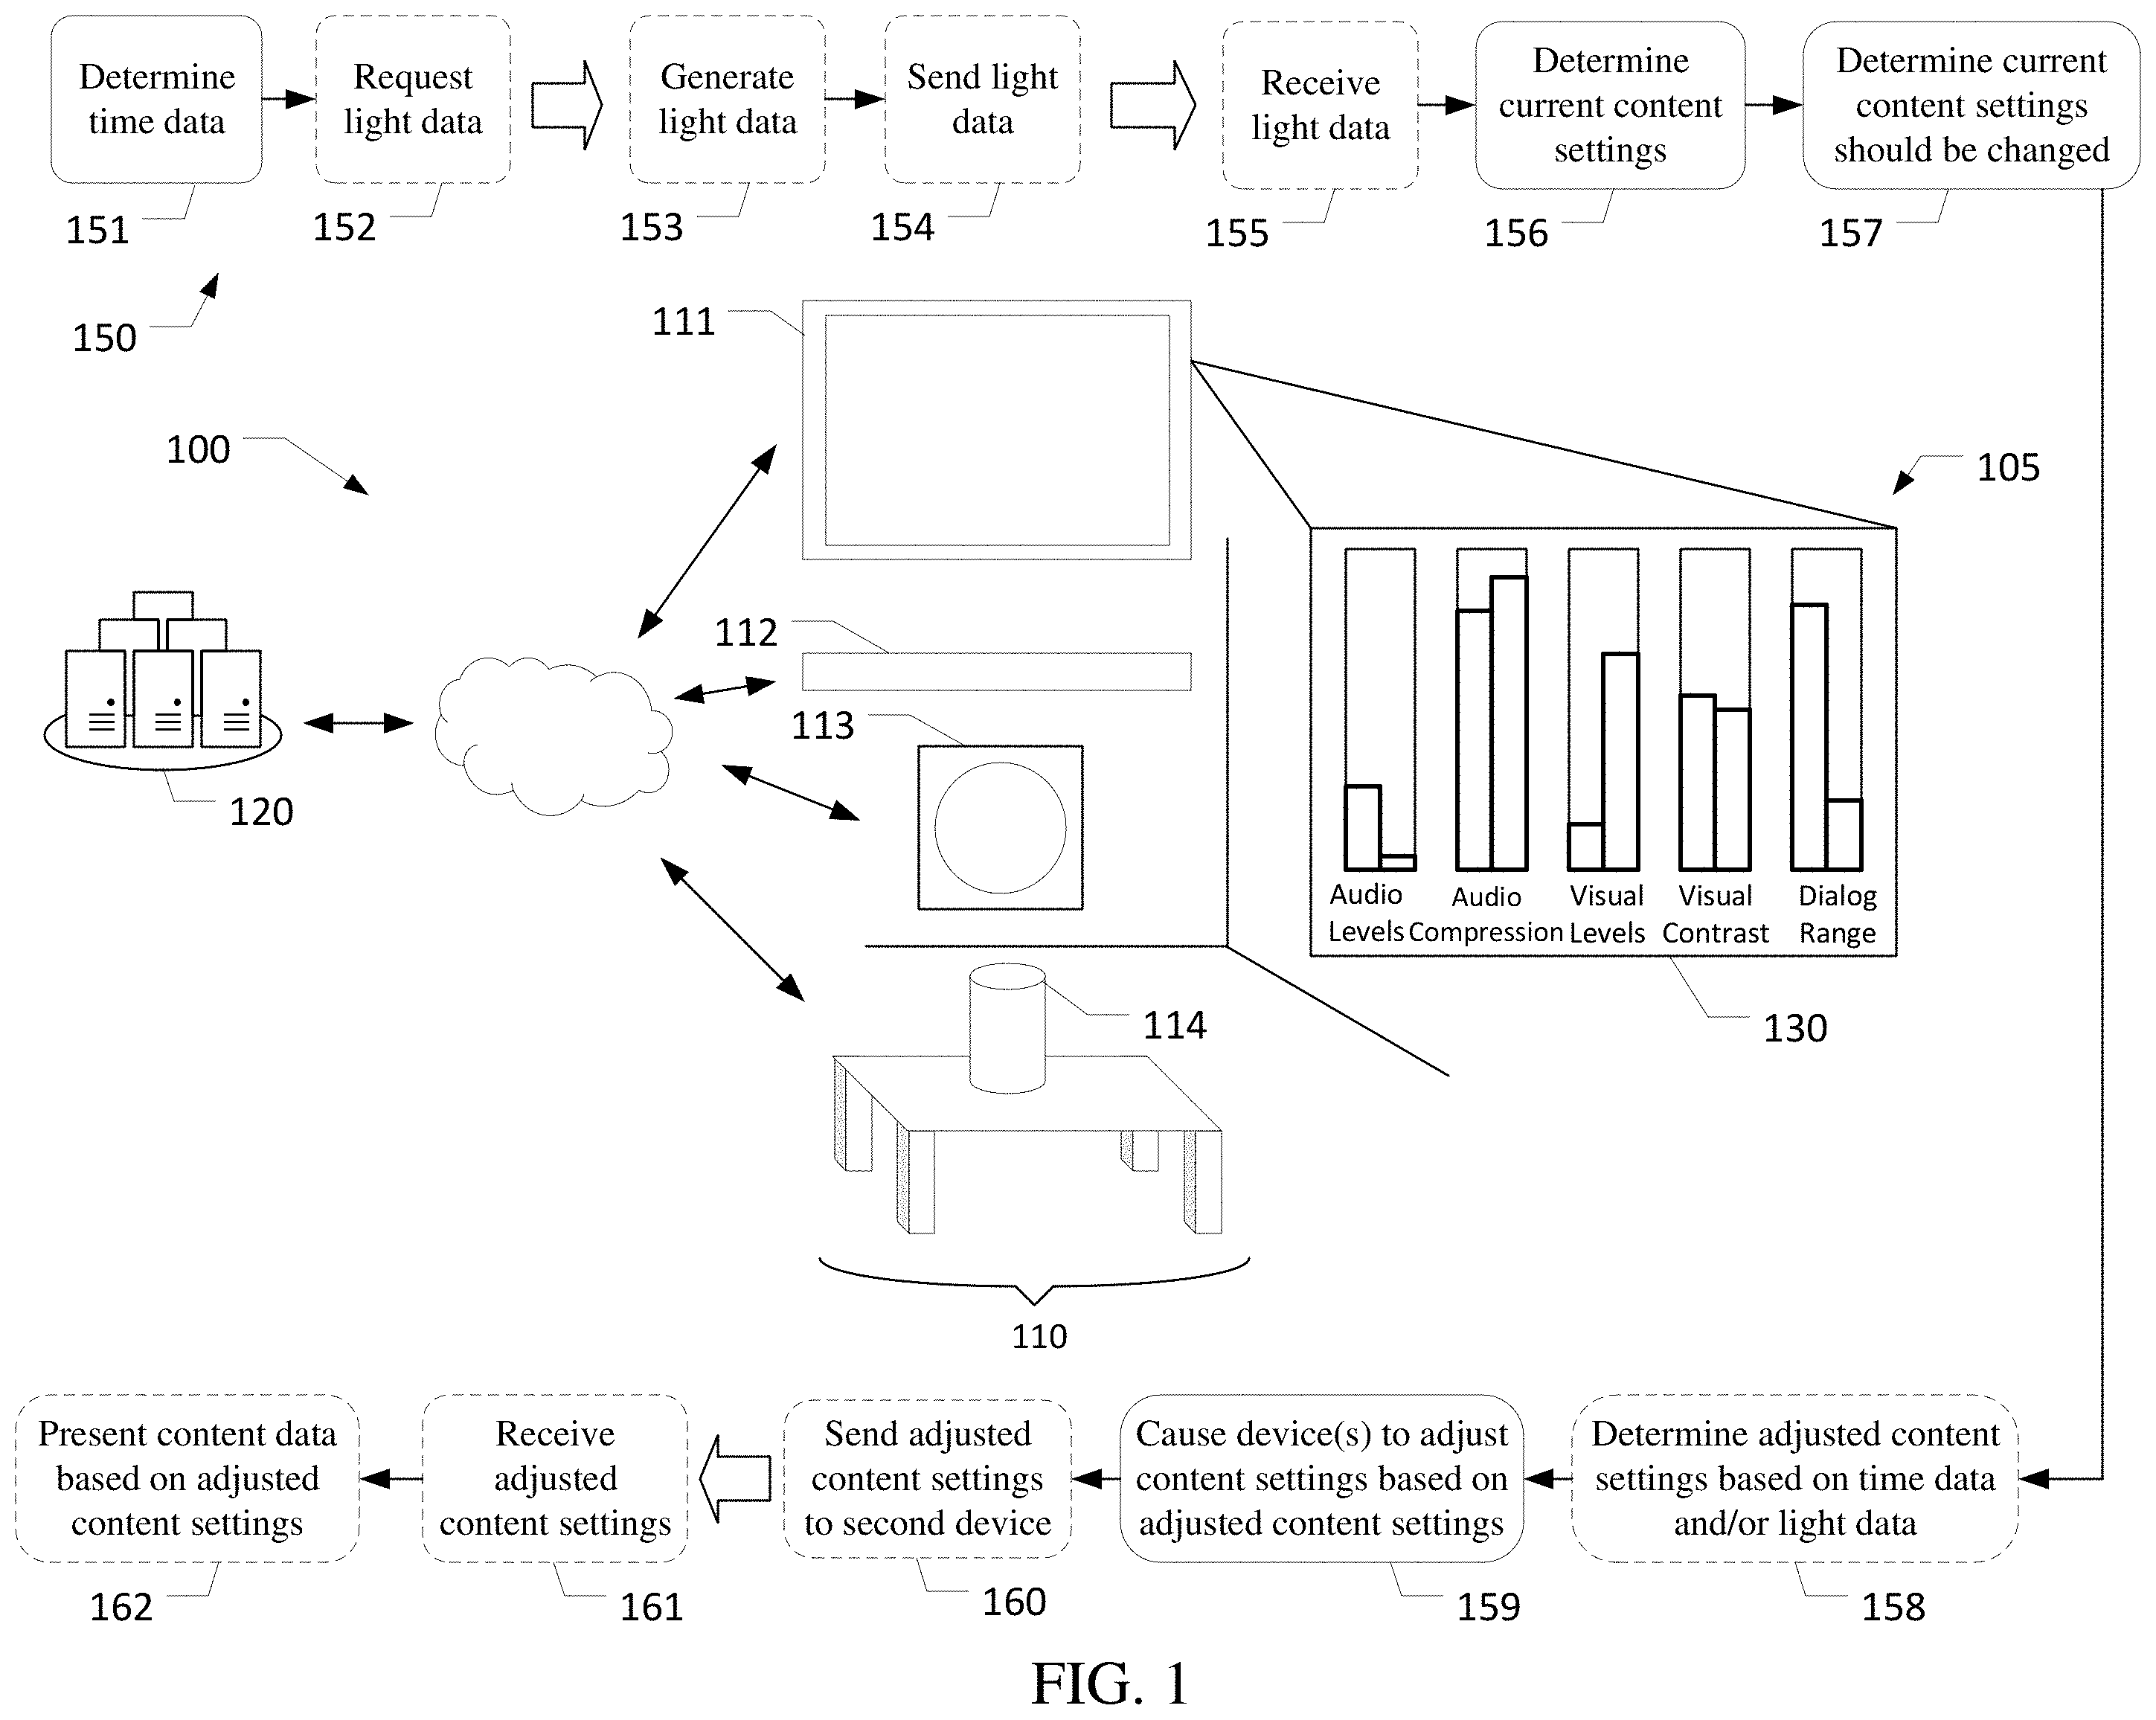 Determine
time data
Request
light data
Generate
light data
Send light
data
Receive
light data
Determine
current content
settings
Determine current
content settings
should be changed
151
152
153
154
155
156
157
150
111
100
105
112
113
120
Audio
Levels
Audio
Compression
Visual
Levels
Visual
Contrast
Dialog
Range
114
130
110
Present content data
based on adjusted
content settings
Receive
adjusted
content settings
Send adjusted
content settings
to second device
Cause device(s) to adjust
content settings based on
adjusted content settings
Determine adjusted content
settings based on time data
and/or light data
162
161
160
159
158
FIG. 1